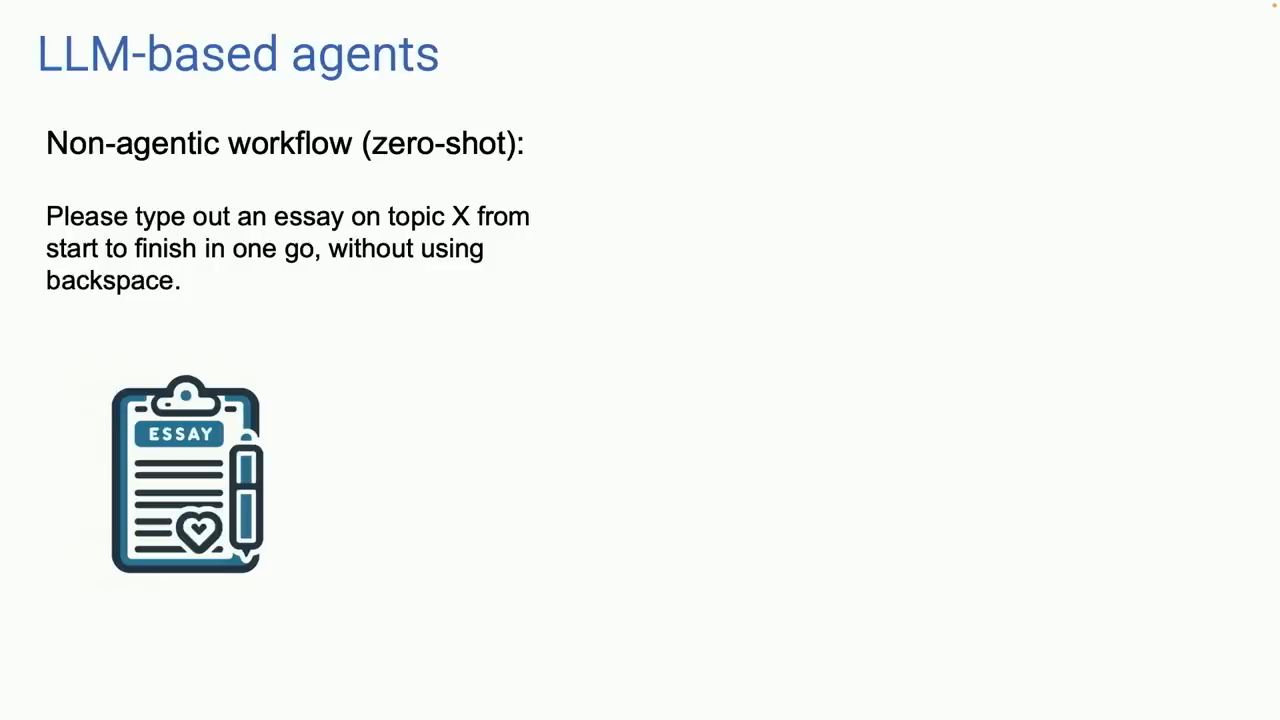 LLM-based agents
Non-agentic workflow (zero-shot):
Please type out an essay on topic X from
start to finish in one go, without using
backspace.
ESSAY